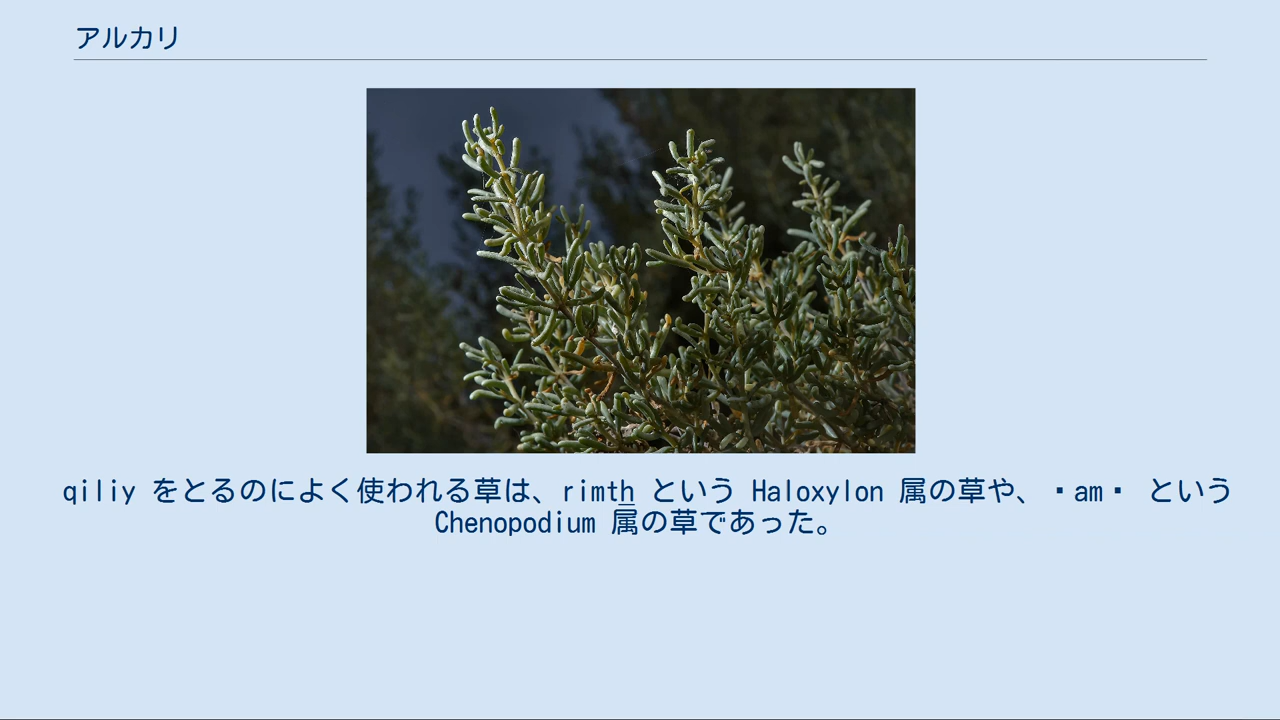 アルカリ
qiliy をとるのによく使われる草は、rimṯẖ という Haloxylon 属の草や、▪am▪ という
Chenopodium 属の草であった。